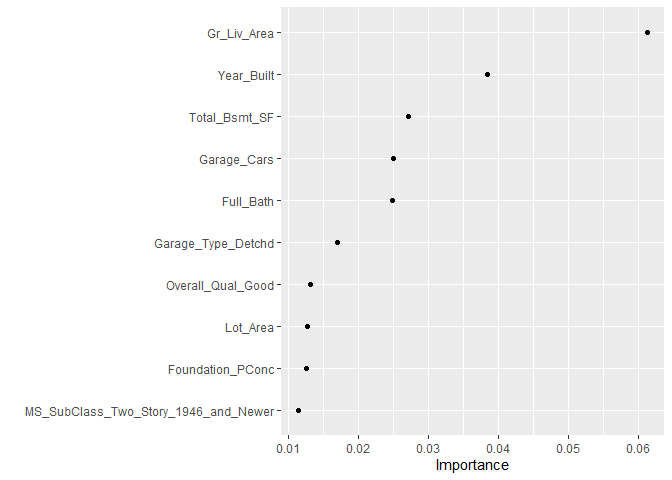 Gr_Liv_Area
Year_Built
Total_Bsmt_SF
Garage_Cars
Full_Bath
Garage_Type_Detchd
Overall_Qual_Good
Lot_Area
Foundation_PConc
MS_SubClass_Two_Story_1946_and_Newer
0.01 0.02 0.03 0.04 0.05 0.06
Importance